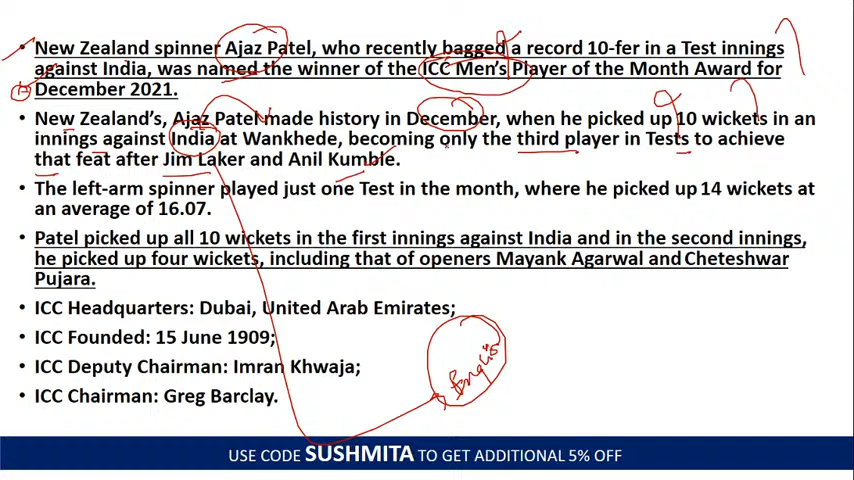 • New Zealand spinner Ajaz Patel, who recently bagged a record 10-fer in a Test innings
against India, was named the winner of the ICC Men's Player of the Month Award for
December 2021.
• New Zealand's, Ajaz Patel made history in December, when he picked up 10 wickets in an
innings against India at Wankhede, becoming only the third player in Tests to achieve
that feat after Jim Laker and Anil Kumble.
• The left-arm spinner played just one Test in the month, where he picked up 14 wickets at
an average of 16.07.
• Patel picked up all 10 wickets in the first innings against India and in the second innings,
he picked up four wickets, including that of openers Mayank Agarwal and Cheteshwar
Pujara.
• ICC Headquarters: Dubai, United Arab Emirates;
• ICC Founded: 15 June 1909;
• ICC Deputy Chairman: Imran Khwaja;
• ICC Chairman: Greg Barclay.
USE CODE SUSHMITA TO GET ADDITIONAL 5% OFF